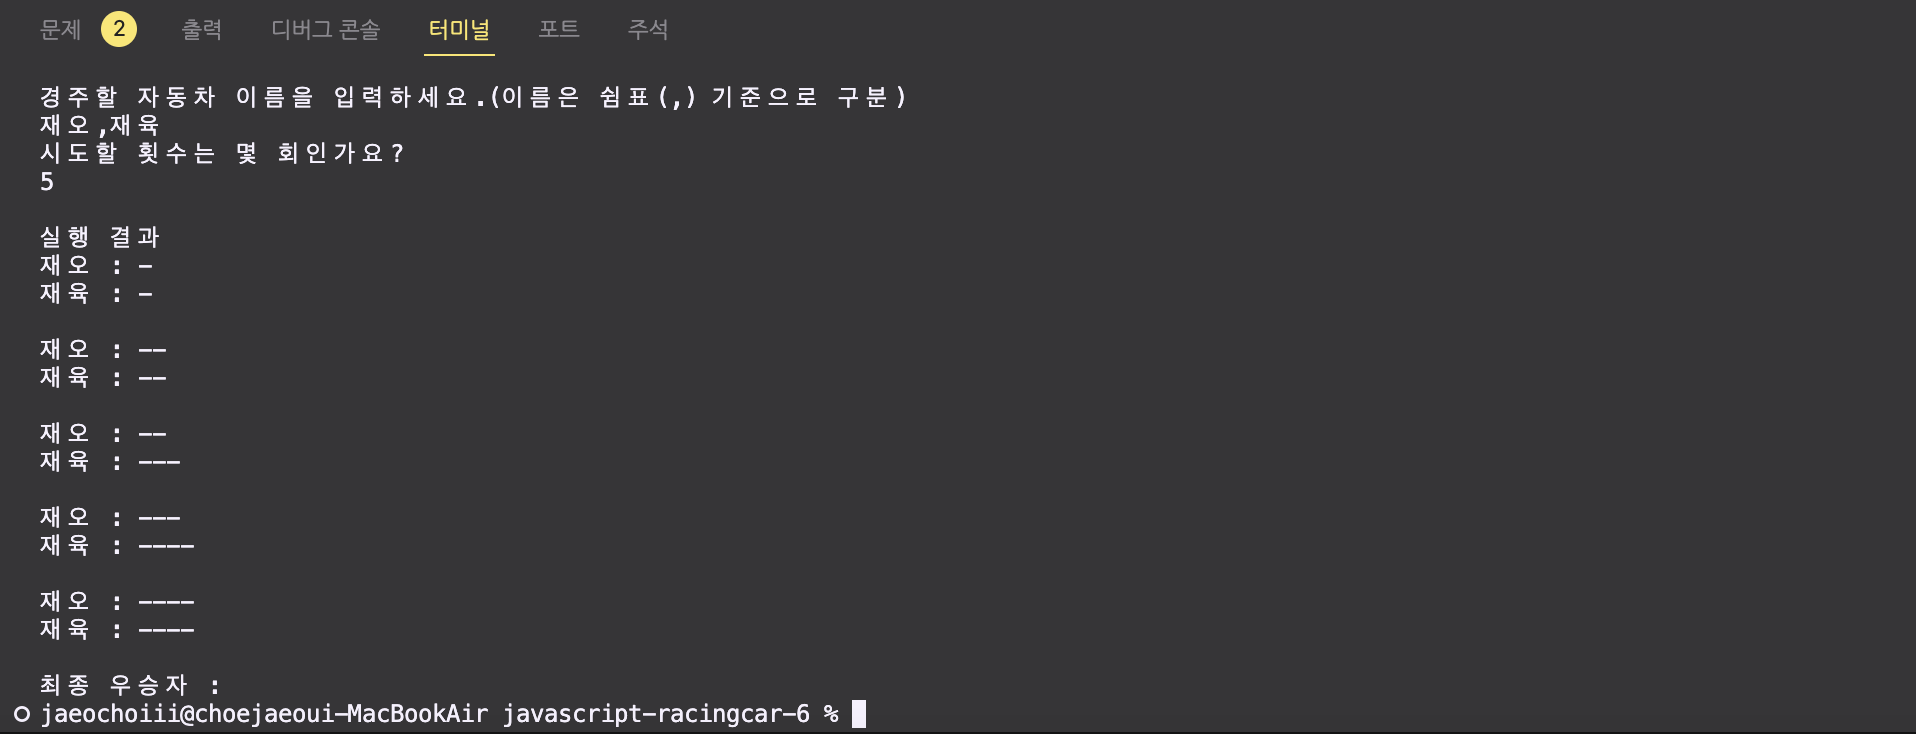 문제 2 출력 디버그 콘솔 터미널 포트 주석
경주할 자동차 이름을 입력하세요.(이름은 쉼표(,) 기준으로 구분)
재오,재육
시도할 횟수는 몇 회인가요?
5
실행 결과
재오 : -
재육 : -
재오 : --
재육 : --
재오 : --
재육 : ---
재오 : ---
재육 : ----
재오 : ----
재육 : ----
최종 우승자 :
jaeochoiii@choejaeoui-MacBookAir javascript-racingcar-6 %